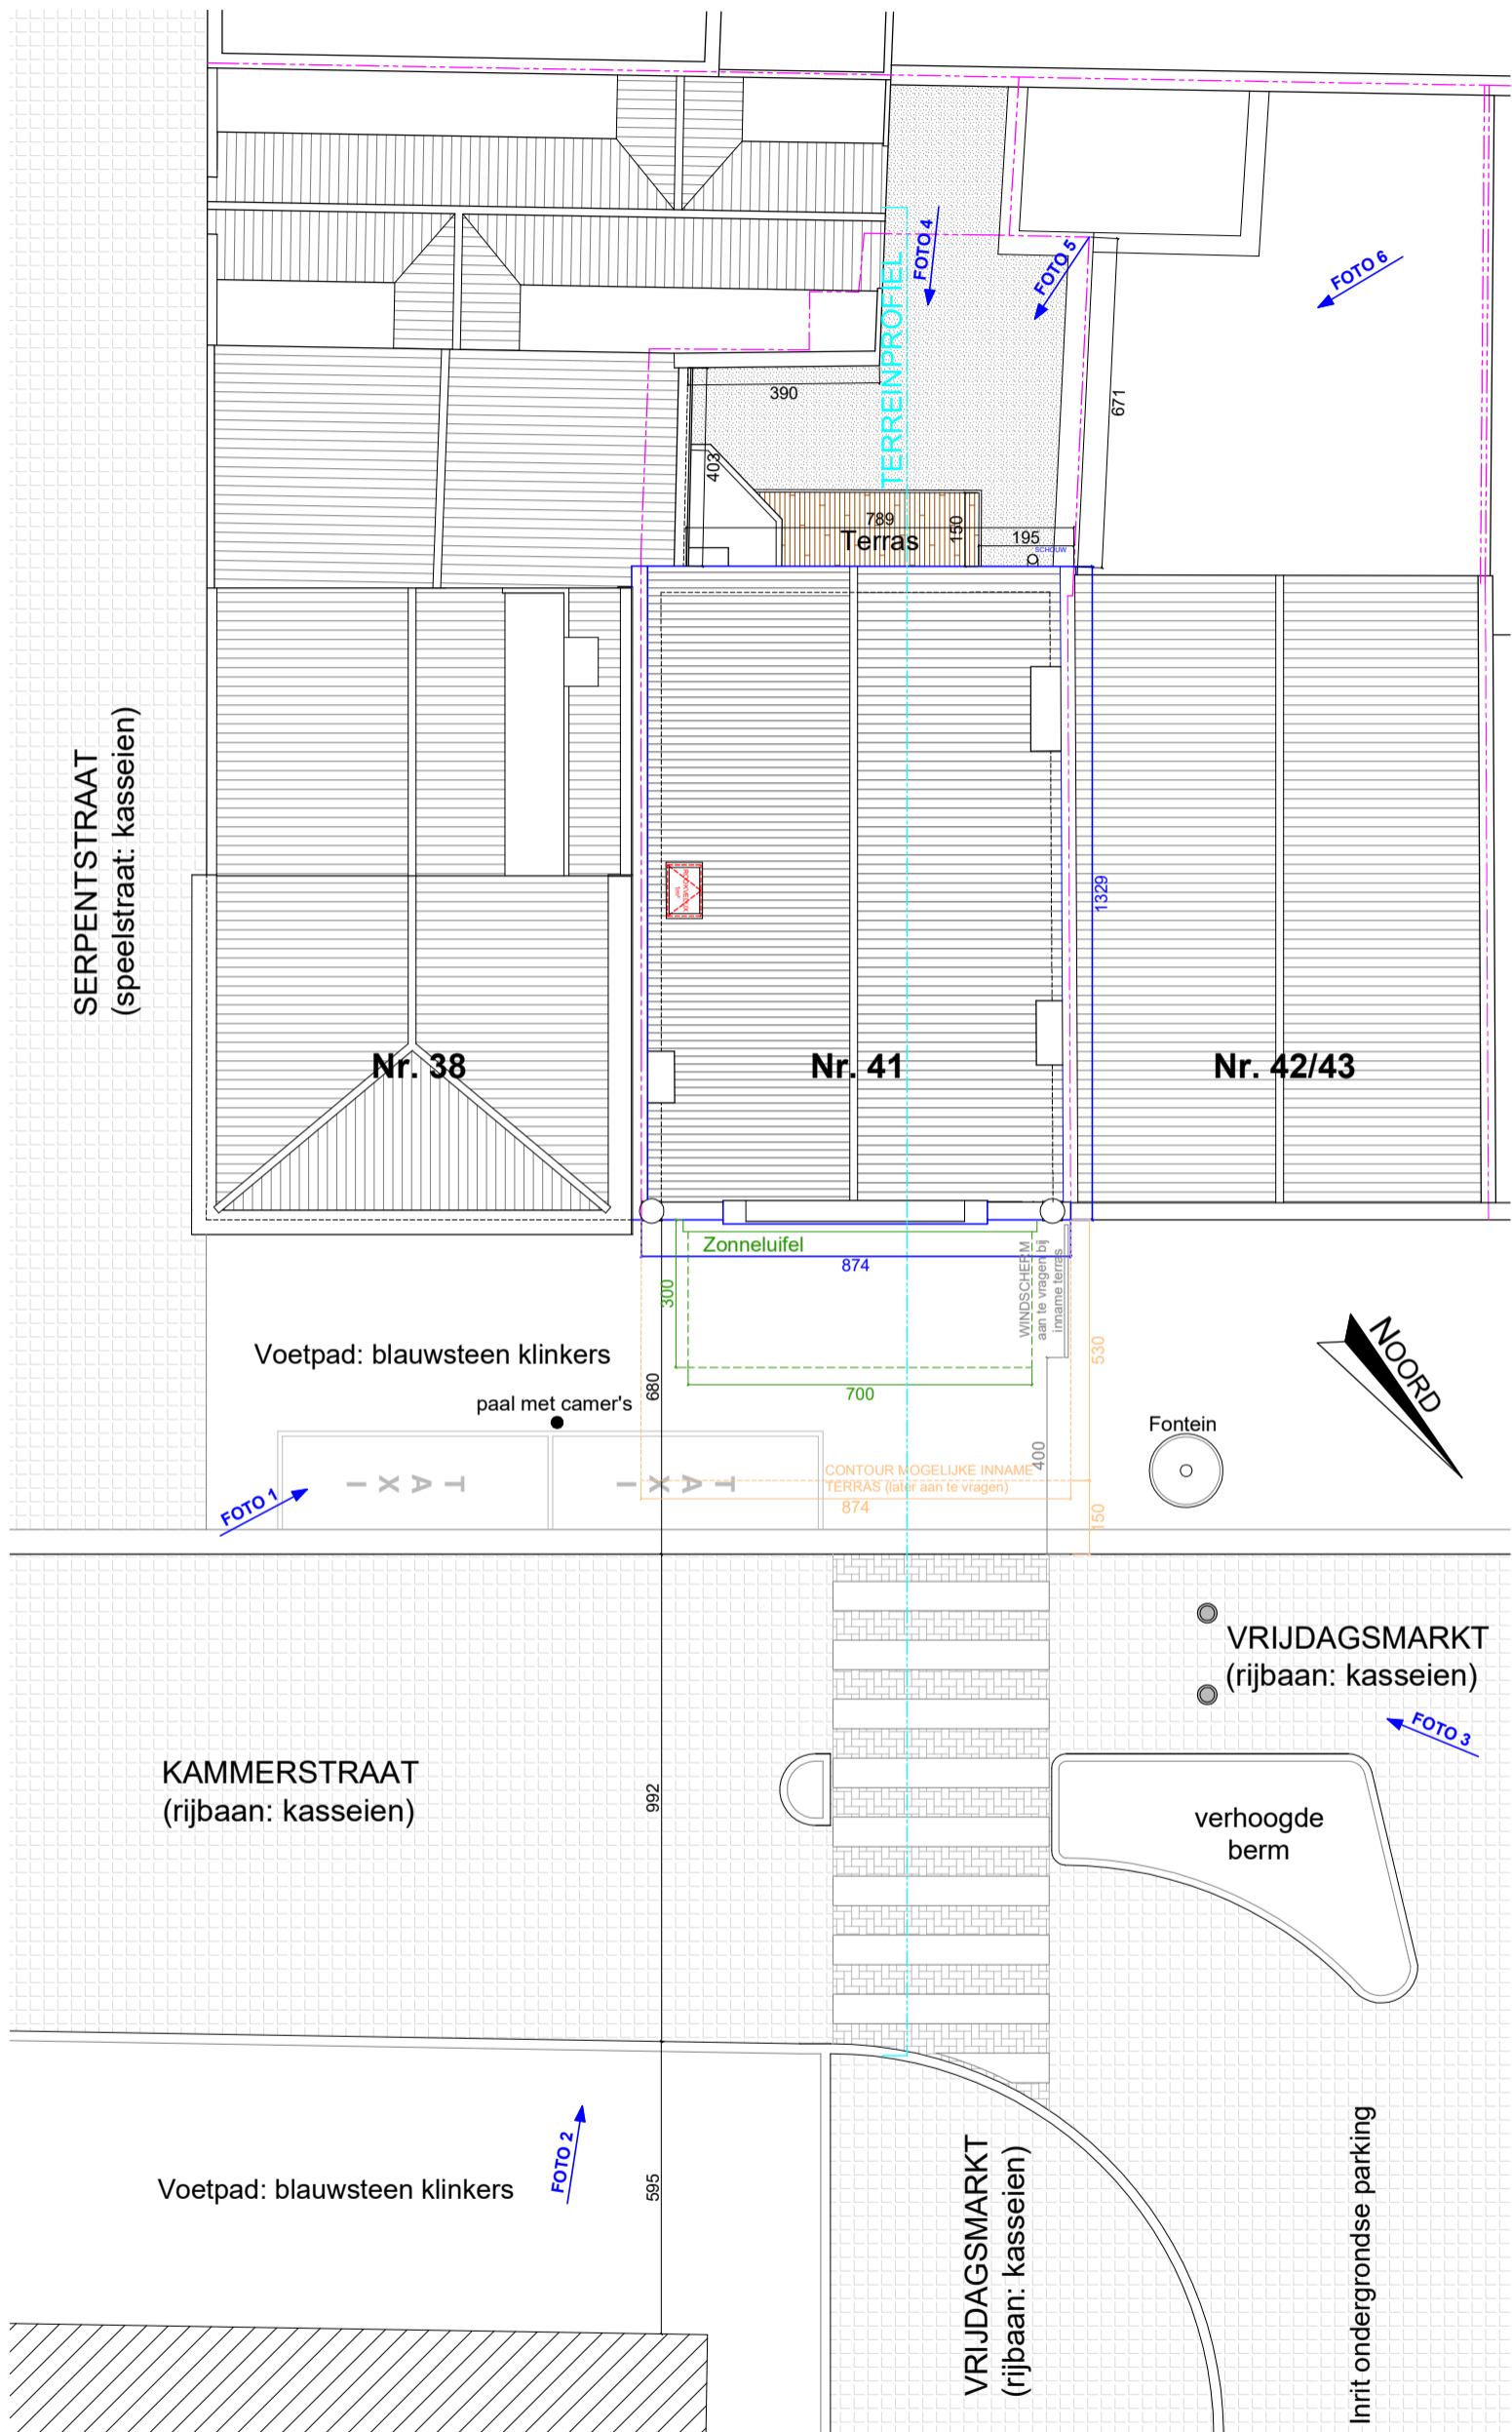 FOTO 4
FOTO 5
FOTO 6
TERREINPROFIEL
390
671
403
789
150
195
Terras
SCHOUW
SERPENTSTRAAT
(speelstraat: kasseien)
1329
Nr. 38
Nr. 41
Nr. 42/43
Zonneluifel
874
300
WINDSCHERM
aan te vragen bij
inname terras
530
NOORD
Voetpad: blauwsteen klinkers
680
700
paal met camer's
Fontein
400
TAXI
TAXI
CONTOUR MOGELIJKE INNAME
TERRAS (later aan te vragen)
874
150
FOTO 1
VRIJDAGSMARKT
(rijbaan: kasseien)
FOTO 3
KAMMERSTRAAT
(rijbaan: kasseien)
992
verhoogde
berm
FOTO 2
Voetpad: blauwsteen klinkers
595
VRIJDAGSMARKT
(rijbaan: kasseien)
Inrit ondergrondse parking